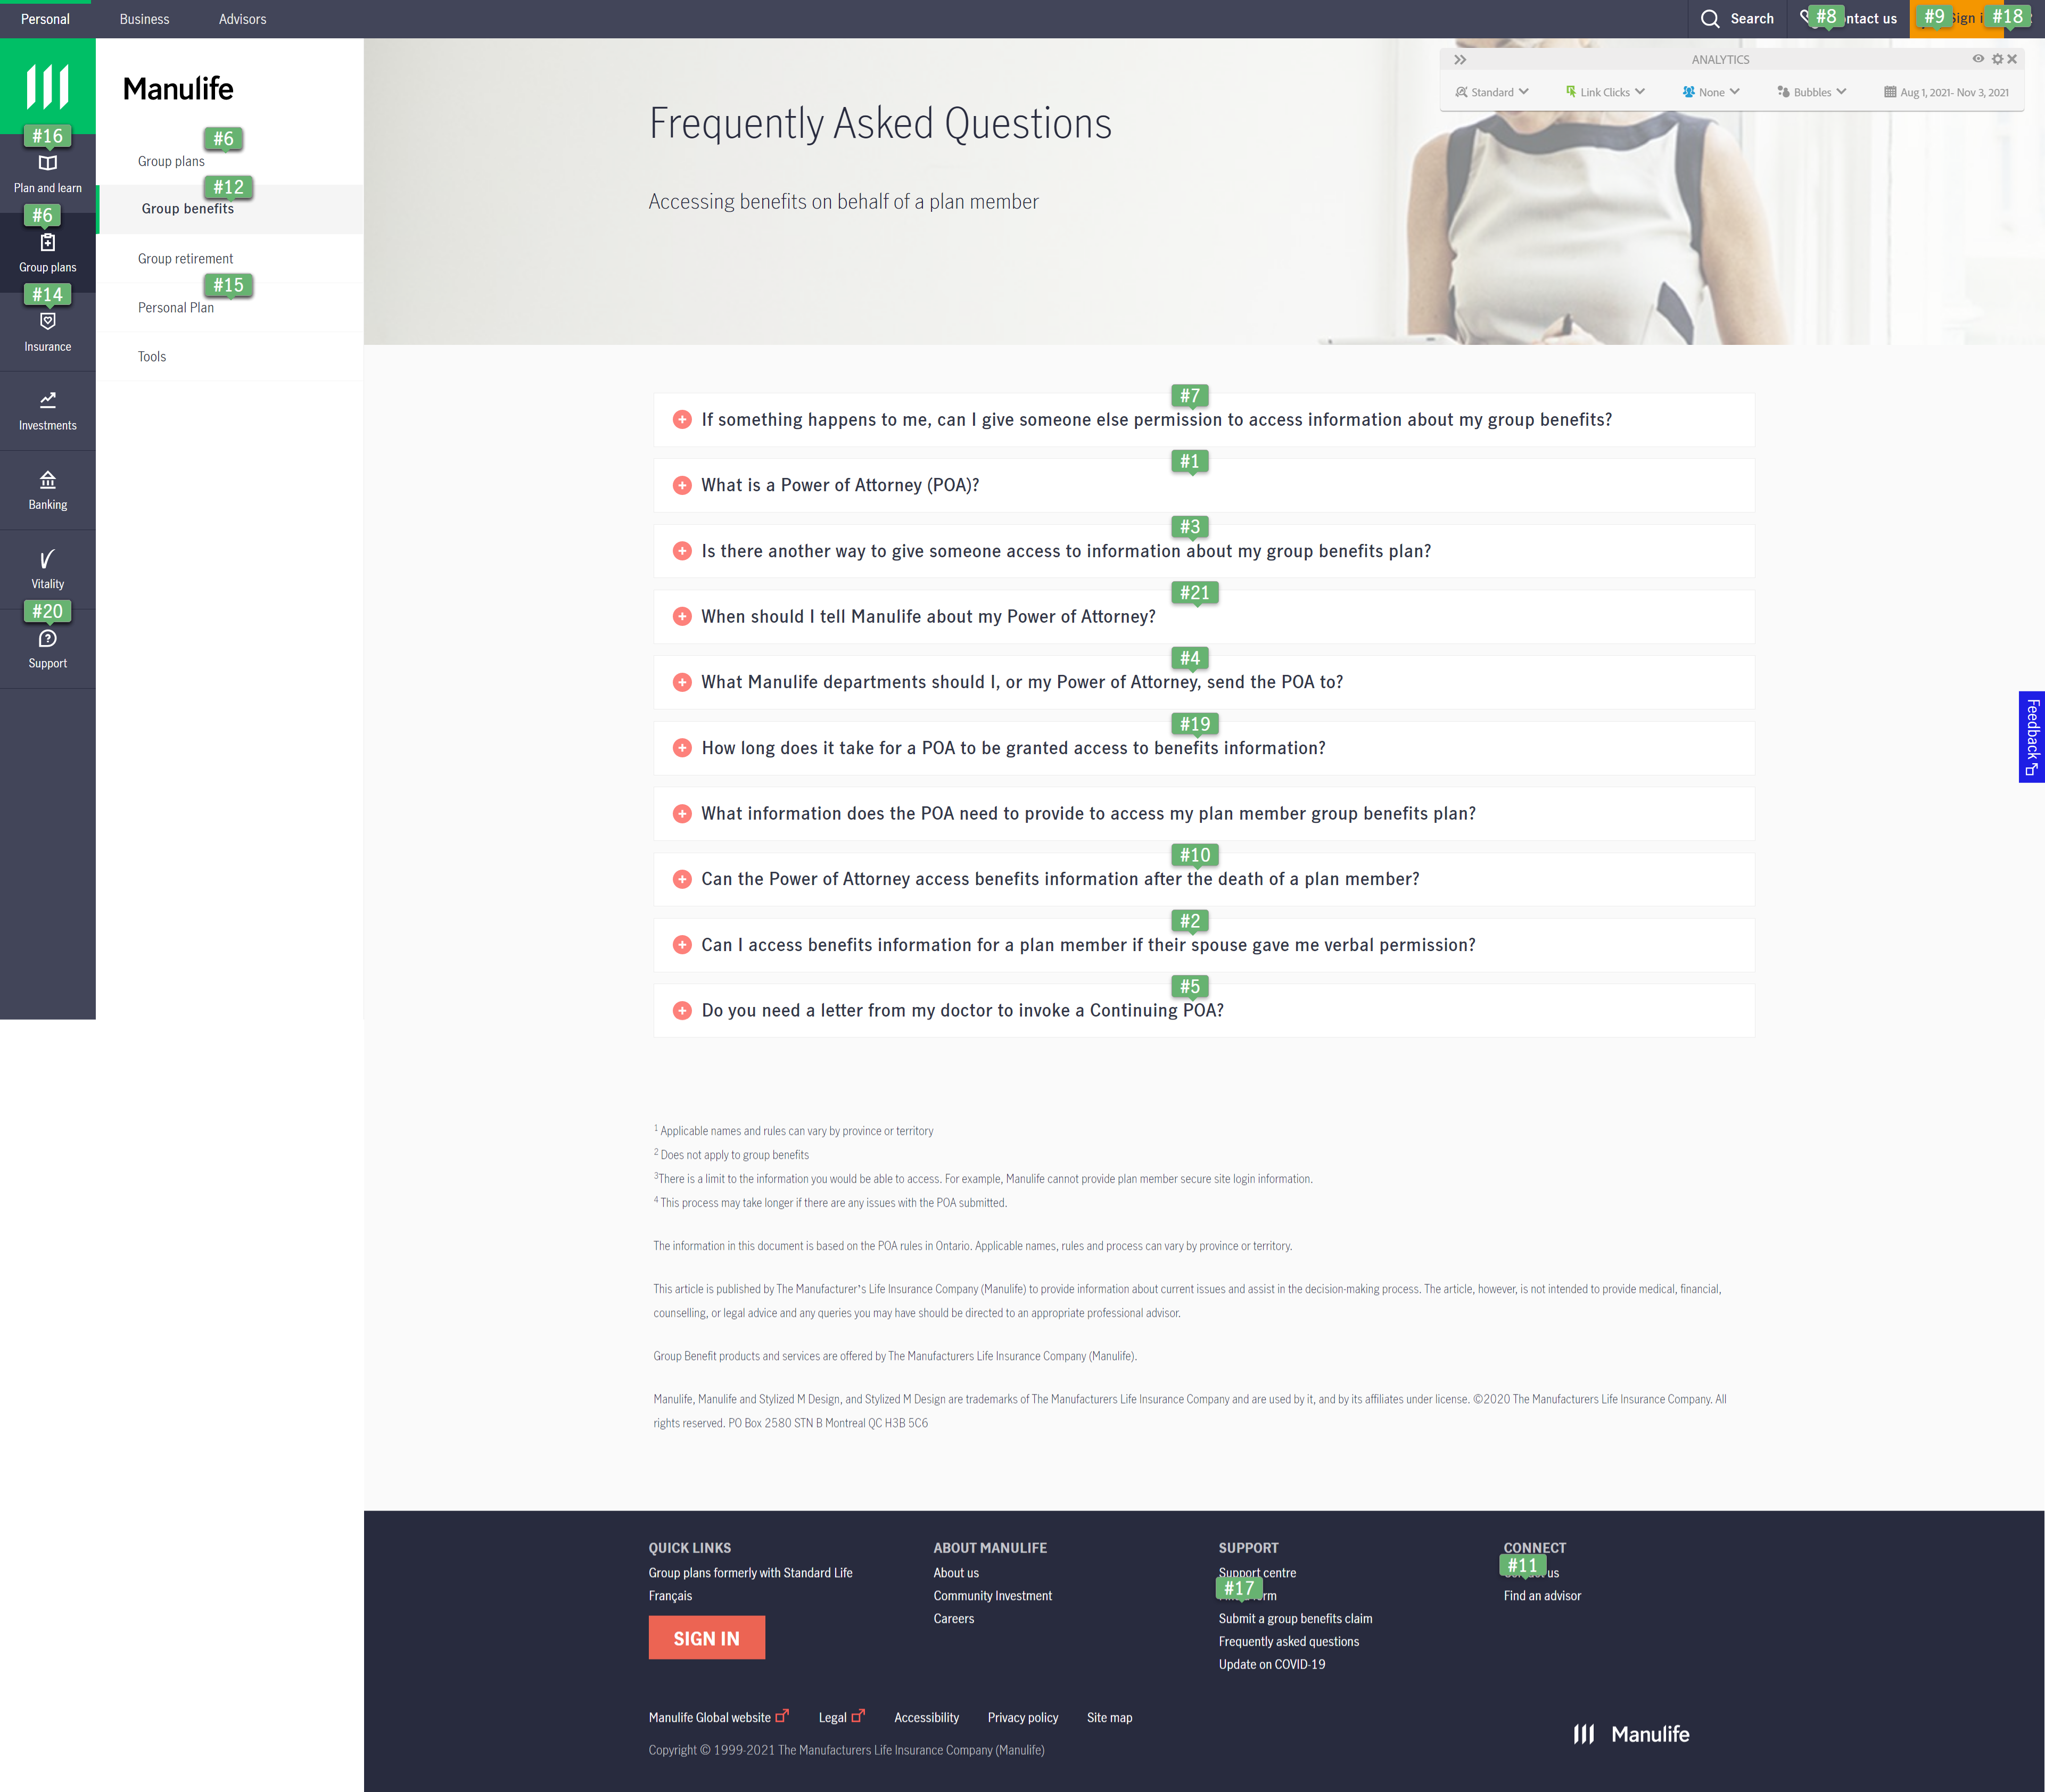 Personal
Business
Advisors
Search
#8
ntact us
#9
Sign i
#18
Manulife
#16
Plan and learn
#6
Group plans
#14
Insurance
Investments
Banking
Vitality
#20
Support
#6
Group plans
#12
Group benefits
Group retirement
#15
Personal Plan
Tools
ANALYTICS
Standard
Link Clicks
None
Bubbles
Aug 1, 2021- Nov 3, 2021
Frequently Asked Questions
Accessing benefits on behalf of a plan member
#7
If something happens to me, can I give someone else permission to access information about my group benefits?
#1
What is a Power of Attorney (POA)?
#3
Is there another way to give someone access to information about my group benefits plan?
#21
When should I tell Manulife about my Power of Attorney?
#4
What Manulife departments should I, or my Power of Attorney, send the POA to?
#19
How long does it take for a POA to be granted access to benefits information?
What information does the POA need to provide to access my plan member group benefits plan?
#10
Can the Power of Attorney access benefits information after the death of a plan member?
#2
Can I access benefits information for a plan member if their spouse gave me verbal permission?
#5
Do you need a letter from my doctor to invoke a Continuing POA?
Feedback
1 Applicable names and rules can vary by province or territory
2 Does not apply to group benefits
3There is a limit to the information you would be able to access. For example, Manulife cannot provide plan member secure site login information.
4 This process may take longer if there are any issues with the POA submitted.
The information in this document is based on the POA rules in Ontario. Applicable names, rules and process can vary by province or territory.
This article is published by The Manufacturer's Life Insurance Company (Manulife) to provide information about current issues and assist in the decision-making process. The article, however, is not intended to provide medical, financial,
counselling, or legal advice and any queries you may have should be directed to an appropriate professional advisor.
Group Benefit products and services are offered by The Manufacturers Life Insurance Company (Manulife).
Manulife, Manulife and Stylized M Design, and Stylized M Design are trademarks of The Manufacturers Life Insurance Company and are used by it, and by its affiliates under license. ©2020 The Manufacturers Life Insurance Company. All
rights reserved. PO Box 2580 STN B Montreal QC H3B 5C6
QUICK LINKS
Group plans formerly with Standard Life
Français
SIGN IN
ABOUT MANULIFE
About us
Community Investment
Careers
SUPPORT
Support centre
#17
rm
Submit a group benefits claim
Frequently asked questions
Update on COVID-19
CONNECT
#11
us
Find an advisor
Manulife Global website
Legal
Accessibility
Privacy policy
Site map
Copyright © 1999-2021 The Manufacturers Life Insurance Company (Manulife)
Manulife